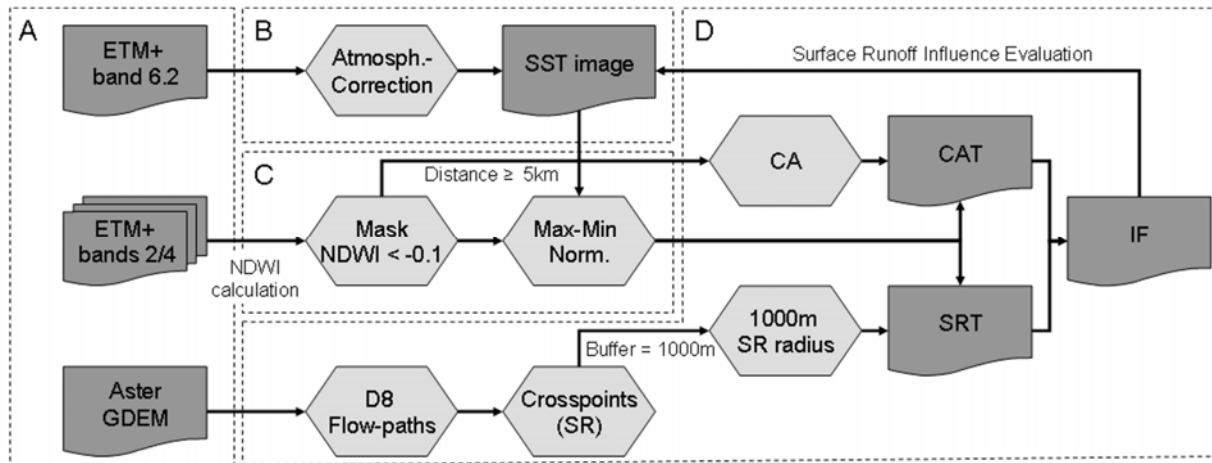 A
ETM+
band 6.2
B
Atmosph.-
Correction
SST image
D
Surface Runoff Influence Evaluation
C
Distance ≥ 5km
CA
CAT
ETM+
bands 2/4
NDWI
calculation
Mask
NDWI < -0.1
Max-Min
Norm.
IF
Aster
GDEM
D8
Flow-paths
Crosspoints
(SR)
Buffer = 1000m
1000m
SR radius
SRT